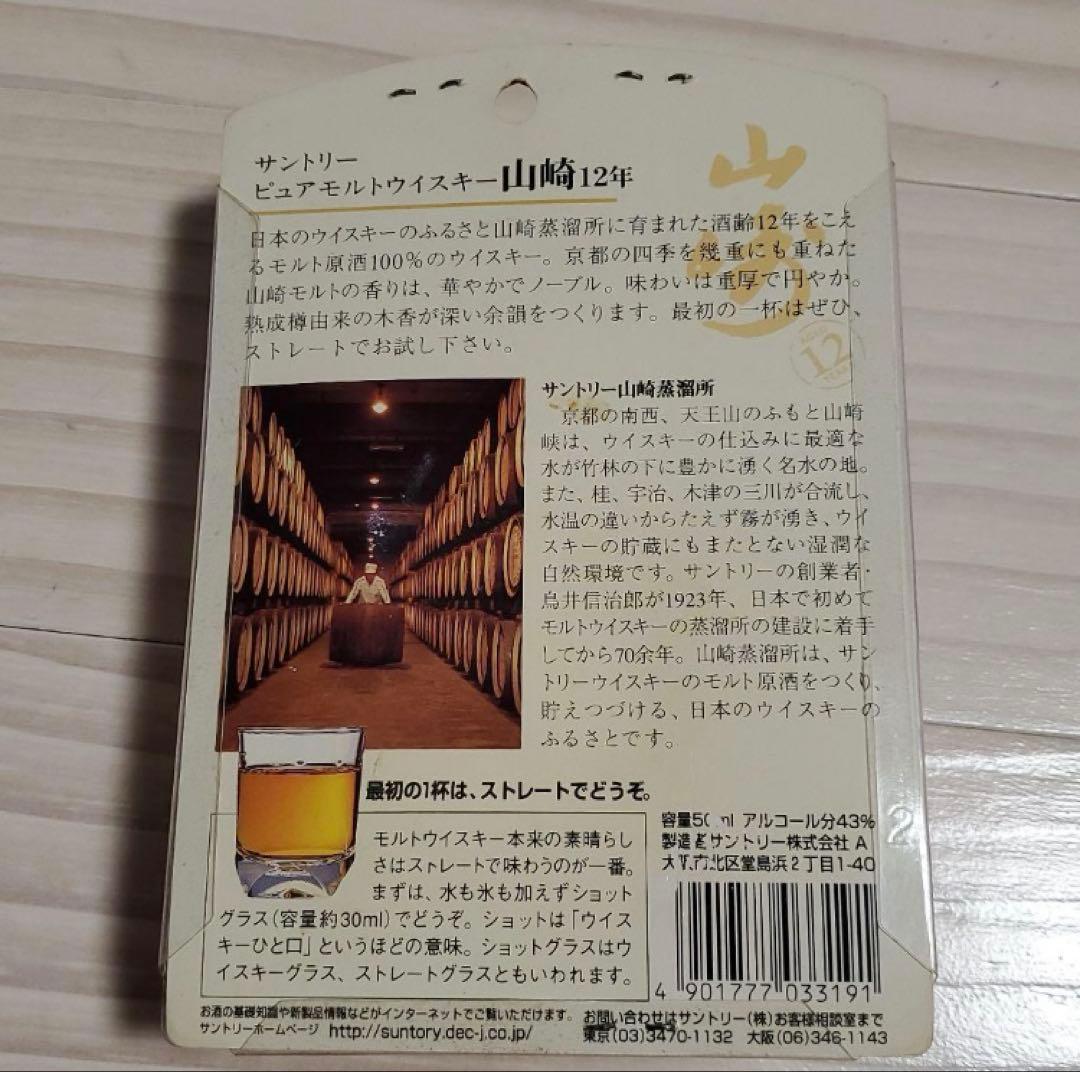 サントリー
ピュアモルトウイスキー山崎12年
山崎
日本のウイスキーのふるさと山崎蒸溜所に育まれた酒齢12年をこえ
るモルト原酒100%のウイスキー。京都の四季を幾重にも重ねた
山崎モルトの香りは、華やかでノーブル。味わいは重厚で円やか。
熟成樽由来の木香が深い余韻をつくります。最初の一杯はぜひ、
ストレートでお試し下さい。
12
サントリー山崎蒸溜所
京都の南西、天王山のふもと山崎
峡は、ウイスキーの仕込みに最適な
水が竹林の下に豊かに湧く名水の地。
また、桂、宇治、木津の三川が合流し、
水温の違いからたえず霧が湧き、ウイ
スキーの貯蔵にもまたとない湿潤な
自然環境です。サントリーの創業者・
鳥井信治郎が1923年、日本で初めて
モルトウイスキーの蒸溜所の建設に着手
してから70余年。山崎蒸溜所は、サン
トリーウイスキーのモルト原酒をつくり、
貯えつづける、日本のウイスキーの
ふるさとです。
最初の1杯は、ストレートでどうぞ。
モルトウイスキー本来の素晴らし
さはストレートで味わうのが一番。
まずは、水も氷も加えずショット
グラス(容量約30ml)でどうぞ。ショットは「ウイス
キーひと口」というほどの意味。ショットグラスはウ
イスキーグラス、ストレートグラスともいわれます。
容量50ml アルコール分43%
製造者サントリー株式会社 A
大阪市北区堂島浜2丁目1-40
4 901777 033191
お酒の基礎知識や新製品情報などがインターネットでご覧いただけます。
サントリーホームページ http://suntory.dec-j.co.jp/
お問い合わせはサントリー(株)お客様相談室まで
東京(03)3470-1132 大阪(06)346-1143